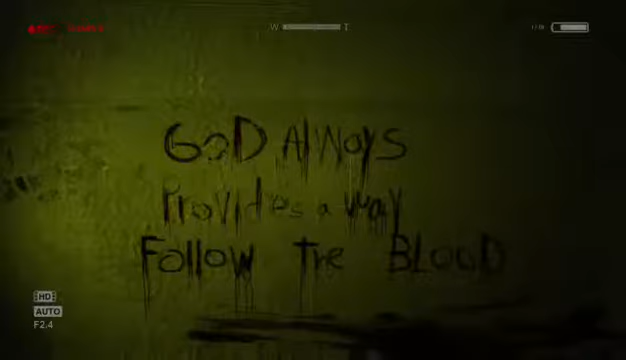 W T
GOD AlWayS
Provides a way
Follow The BLOOD
HD
AUTO
F2.4